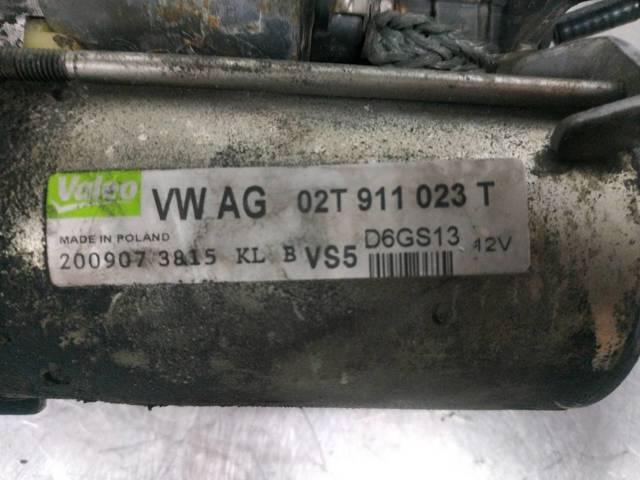 Valeo VW AG 02T 911 023 T
MADE IN POLAND D6GS13 12V
200907 3815 KL B VS5